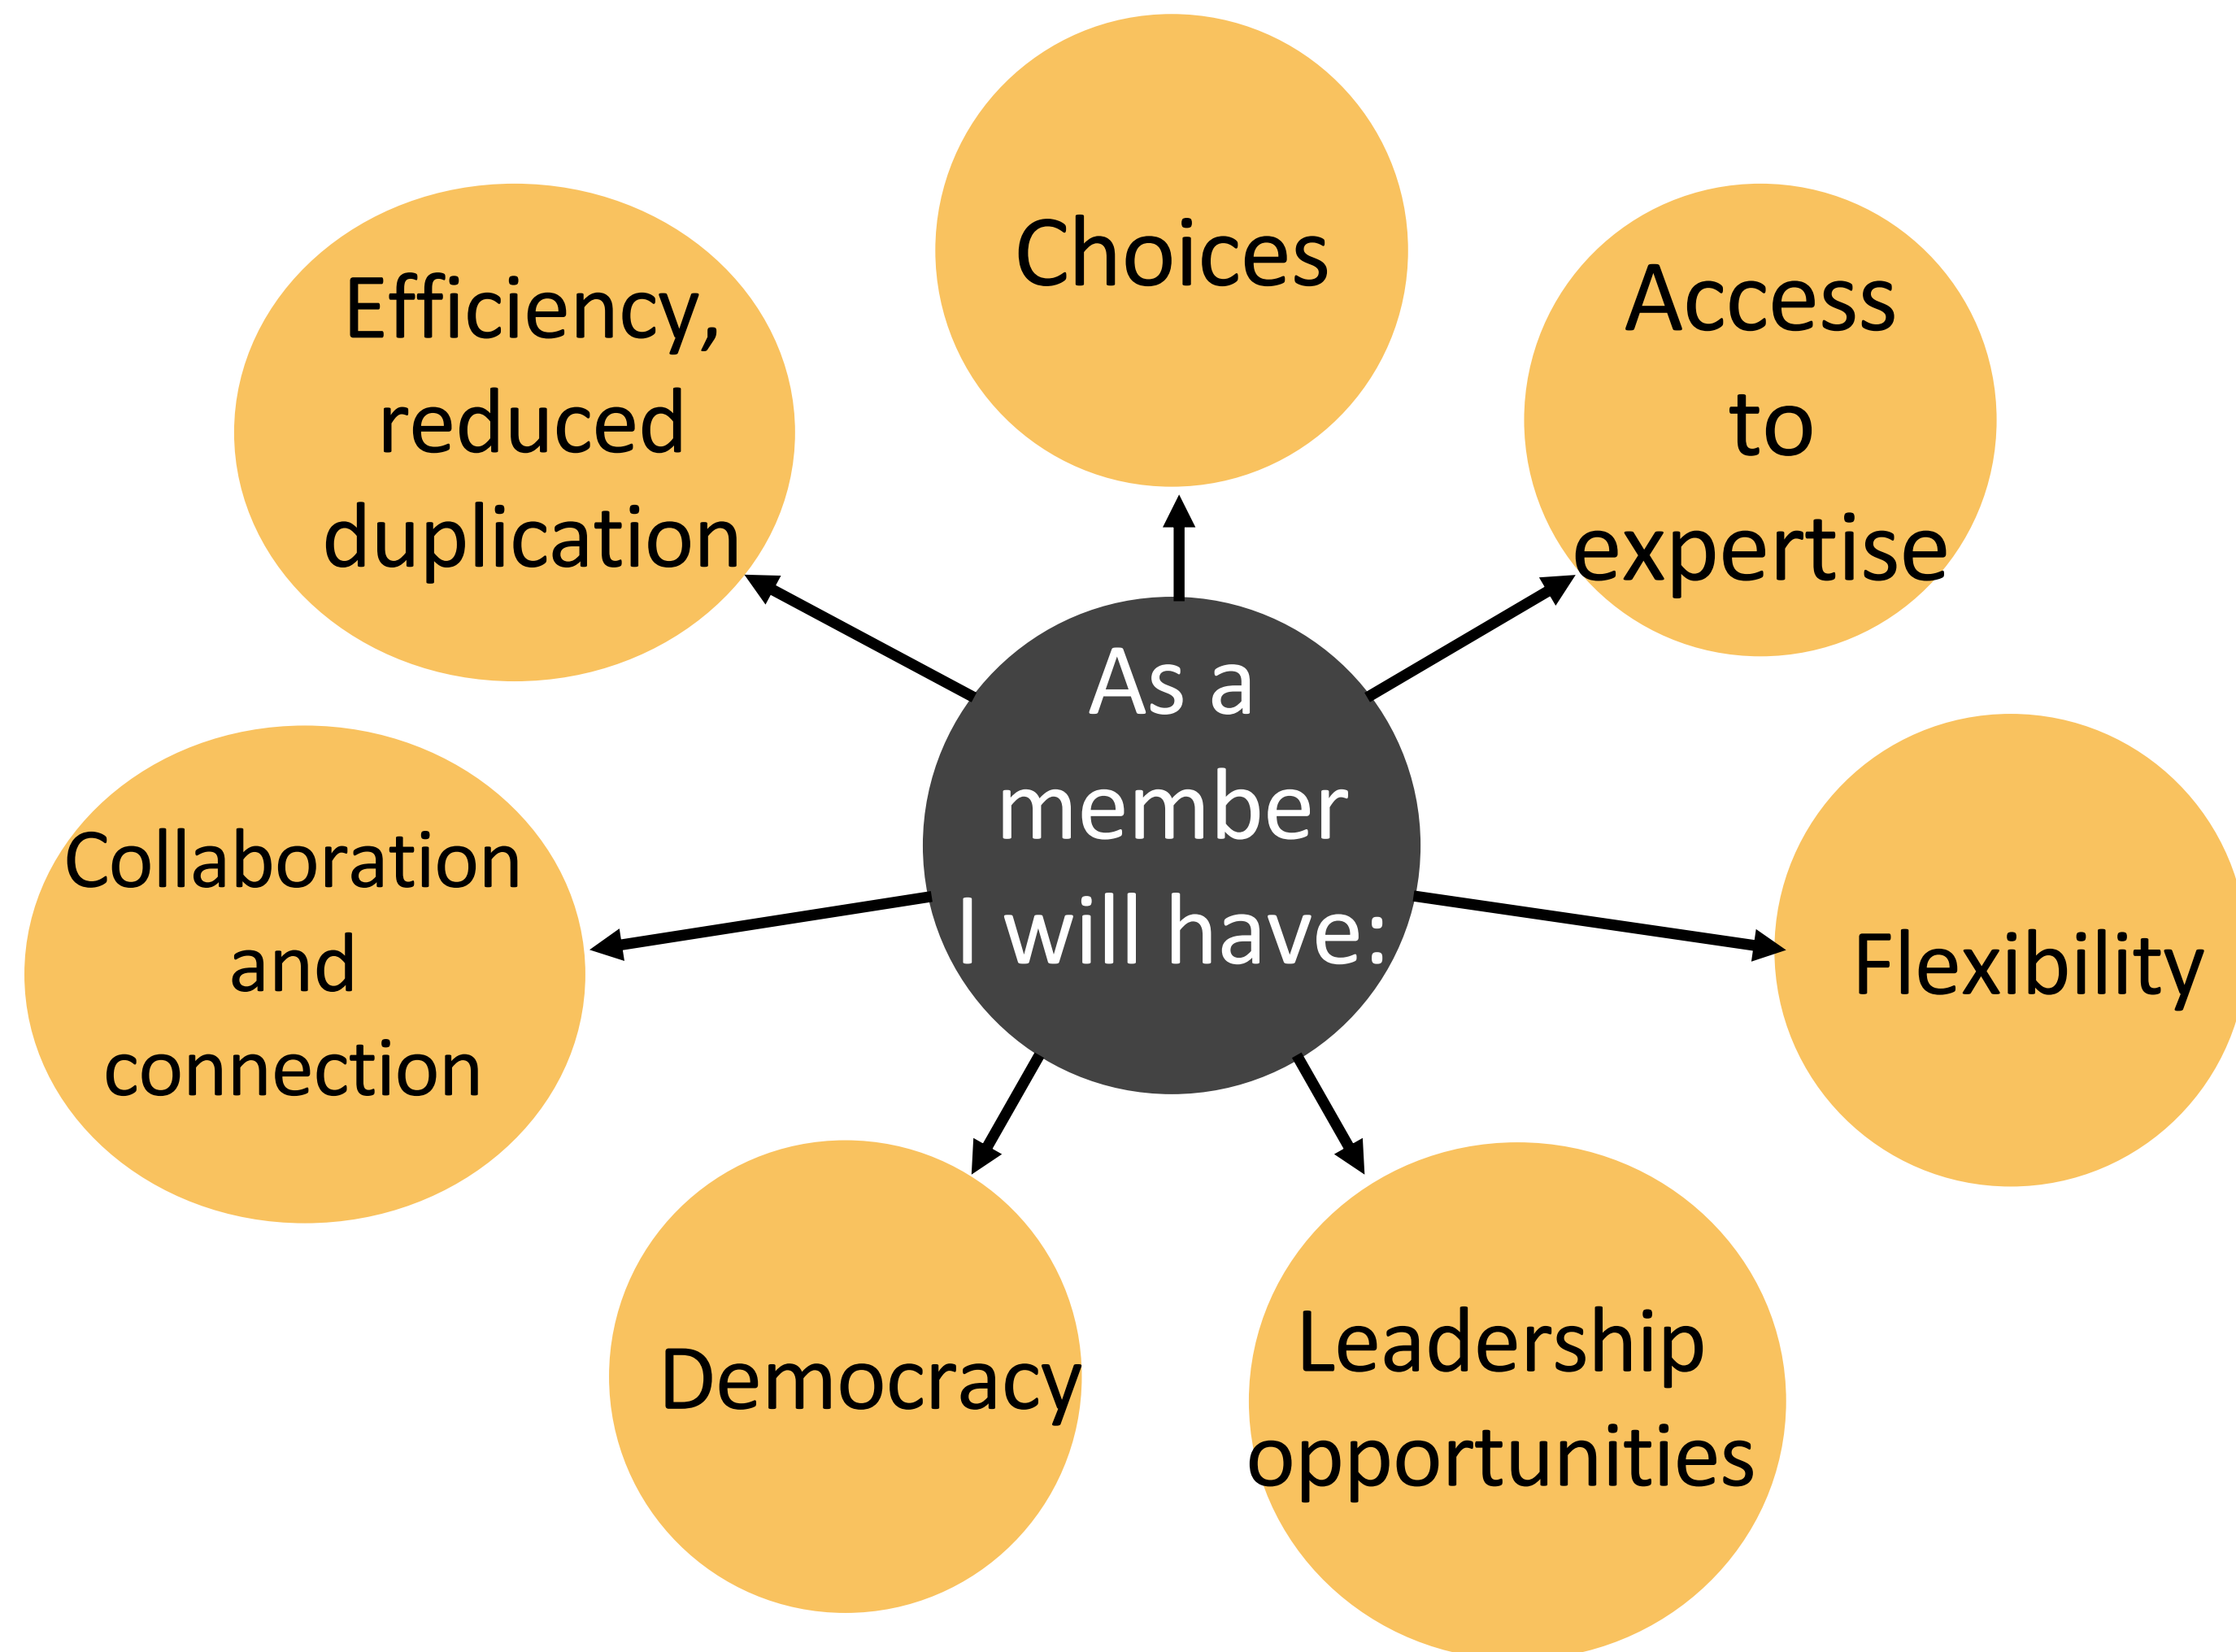 Choices
Access
to
expertise
Efficiency,
reduced
duplication
As a
member
I will have:
Collaboration
and
connection
Flexibility
Democracy
Leadership
opportunities